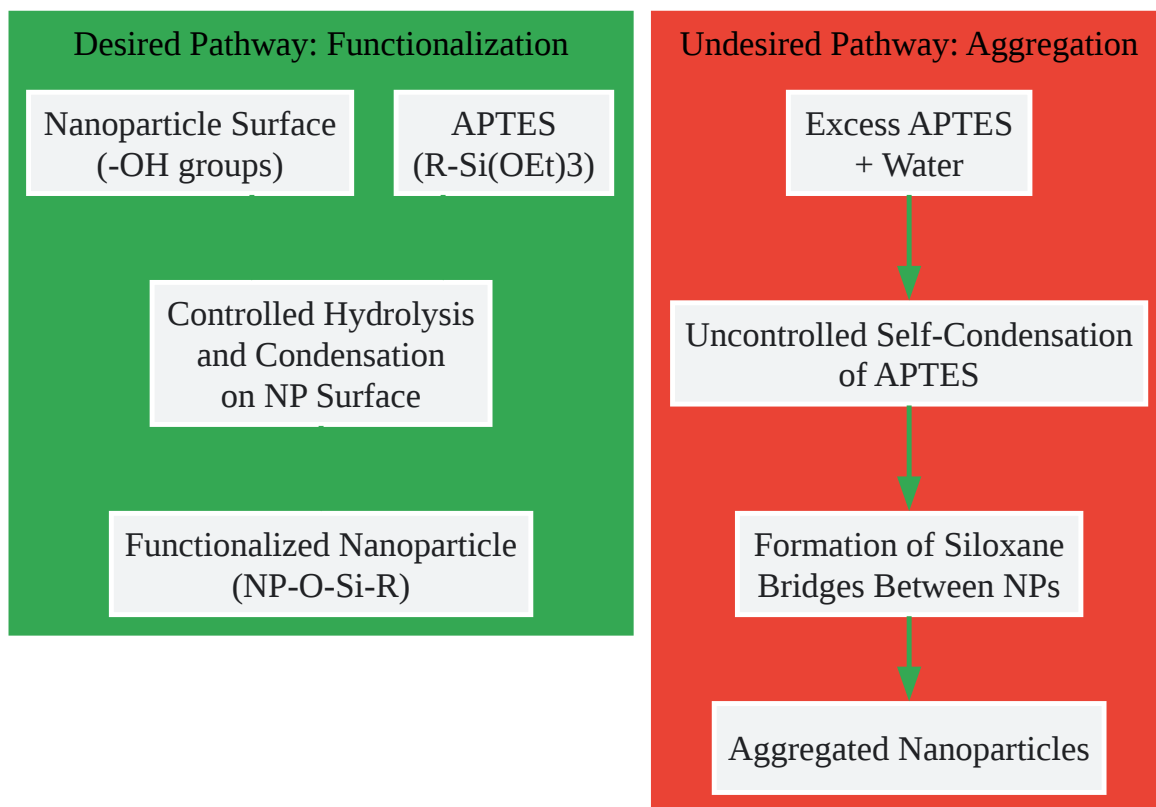 Desired Pathway: Functionalization
Nanoparticle Surface
(-OH groups)
APTES
(R-Si(OEt)3)
Controlled Hydrolysis
and Condensation
on NP Surface
Functionalized Nanoparticle
(NP-O-Si-R)
Undesired Pathway: Aggregation
Excess APTES
+ Water
Uncontrolled Self-Condensation
of APTES
Formation of Siloxane
Bridges Between NPs
Aggregated Nanoparticles